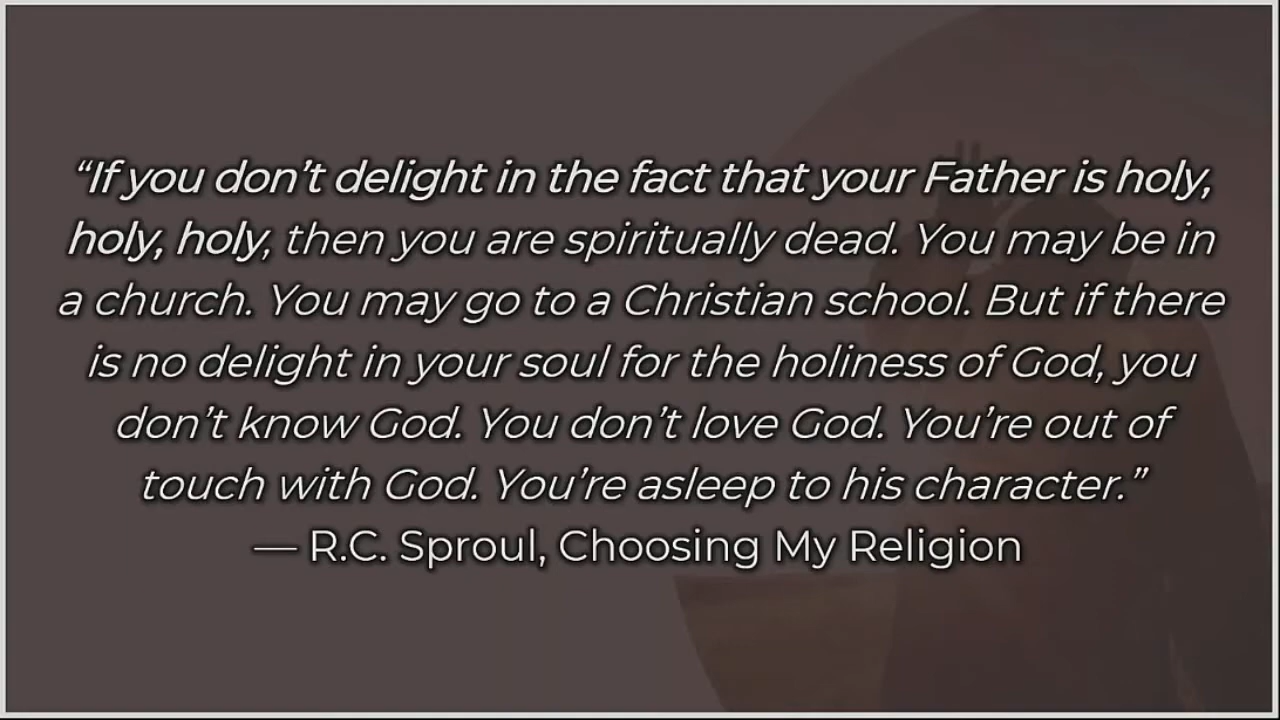 “If you don’t delight in the fact that your Father is holy,
holy, holy, then you are spiritually dead. You may be in
a church. You may go to a Christian school. But if there
is no delight in your soul for the holiness of God, you
don’t know God. You don’t love God. You’re out of
touch with God. You’re asleep to his character.”
— R.C. Sproul, Choosing My Religion